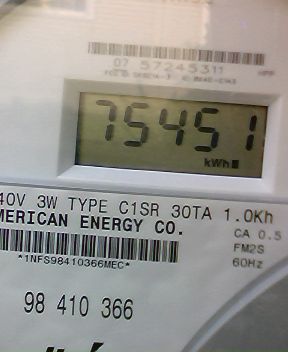 07 57245311
75451
kWh
40V 3W TYPE C1SR 30TA 1.0Kh
MERICAN ENERGY CO.
CA 0.5
FM2S
*1NFS98410366MEC*
60Hz
98 410 366